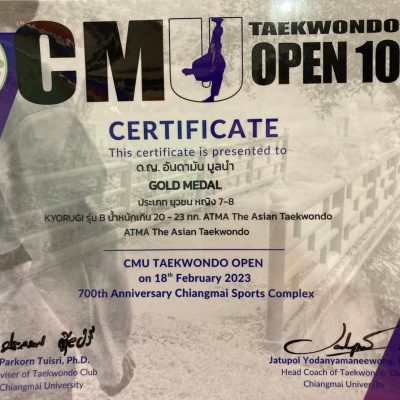 CMU
TAEKWONDO
OPEN 10
CERTIFICATE
This certificate is presented to
ด.ญ. อันดามัน มูลนำ
GOLD MEDAL
ประเภท ยุวชน หญิง 7-8
KYORUGI รุ่น B น้ำหนักเกิน 20 - 23 กก. ATMA The Asian Taekwondo
ATMA The Asian Taekwondo
CMU TAEKWONDO OPEN
on 18th February 2023
700th Anniversary Chiangmai Sports Complex
Parkorn Tuisri, Ph.D.
viser of Taekwondo Club
Chiangmai University
Jatupol Yodanyamaneewong,
Head Coach of Taekwondo
Chiangmai University